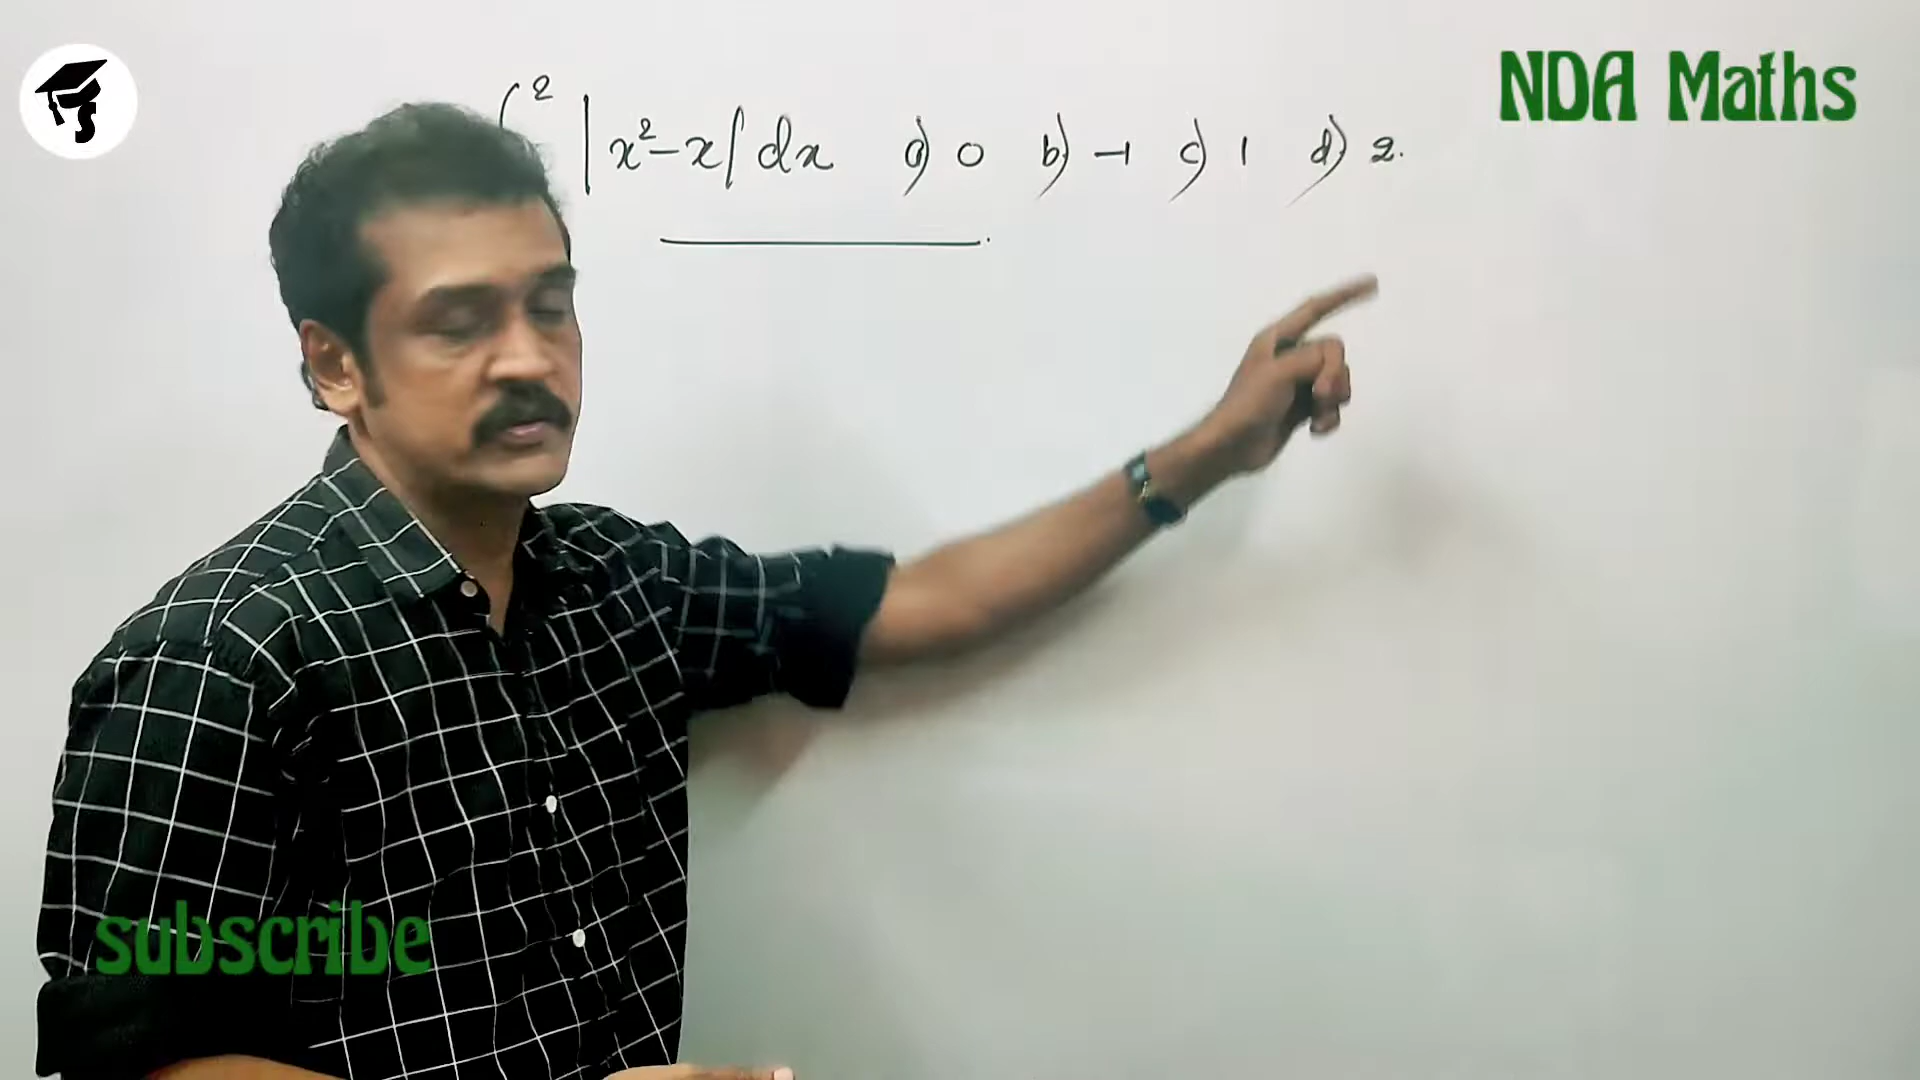 NDA Maths
∫² |x²-x| dx a) 0 b) -1 c) 1 d) 2.
subscribe